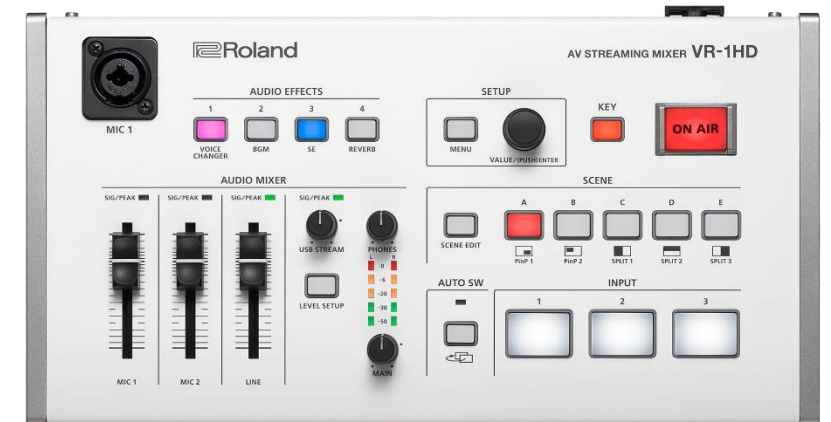 Roland
AV STREAMING MIXER VR-1HD
MIC 1
AUDIO EFFECTS
1 2 3 4
VOICE CHANGER
BGM
SE
REVERB
SETUP
MENU
VALUE/(PUSH)ENTER
KEY
ON AIR
AUDIO MIXER
SIG/PEAK SIG/PEAK SIG/PEAK SIG/PEAK
USB STREAM
PHONES
LEVEL SETUP
L R
0
-6
-20
-30
-50
MAIN
MIC 1 MIC 2 LINE
SCENE
A B C D E
SCENE EDIT
PinP 1 PinP 2 SPLIT 1 SPLIT 2 SPLIT 3
AUTO SW
INPUT
1 2 3